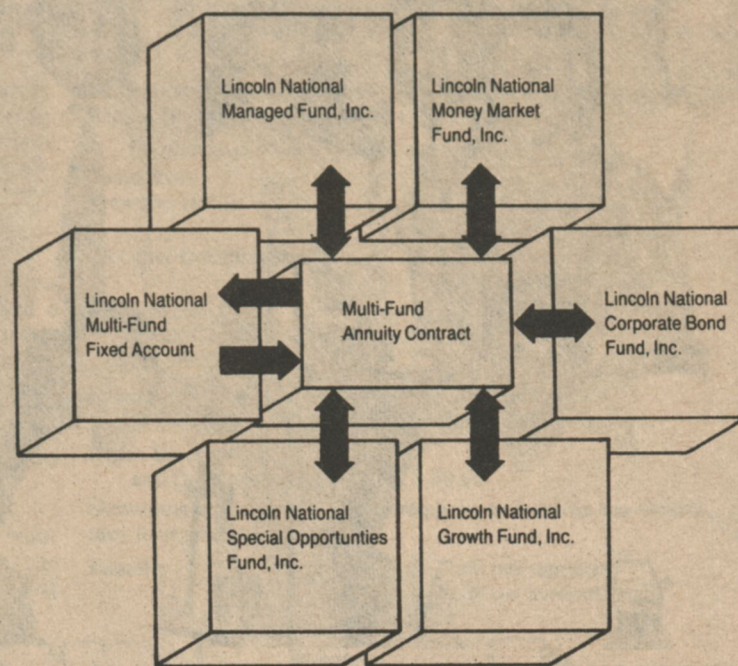 Lincoln National
Managed Fund, Inc.
Lincoln National
Money Market
Fund, Inc.
Lincoln National
Multi-Fund
Fixed Account
Multi-Fund
Annuity Contract
Lincoln National
Corporate Bond
Fund, Inc.
Lincoln National
Special Opportunties
Fund, Inc.
Lincoln National
Growth Fund, Inc.